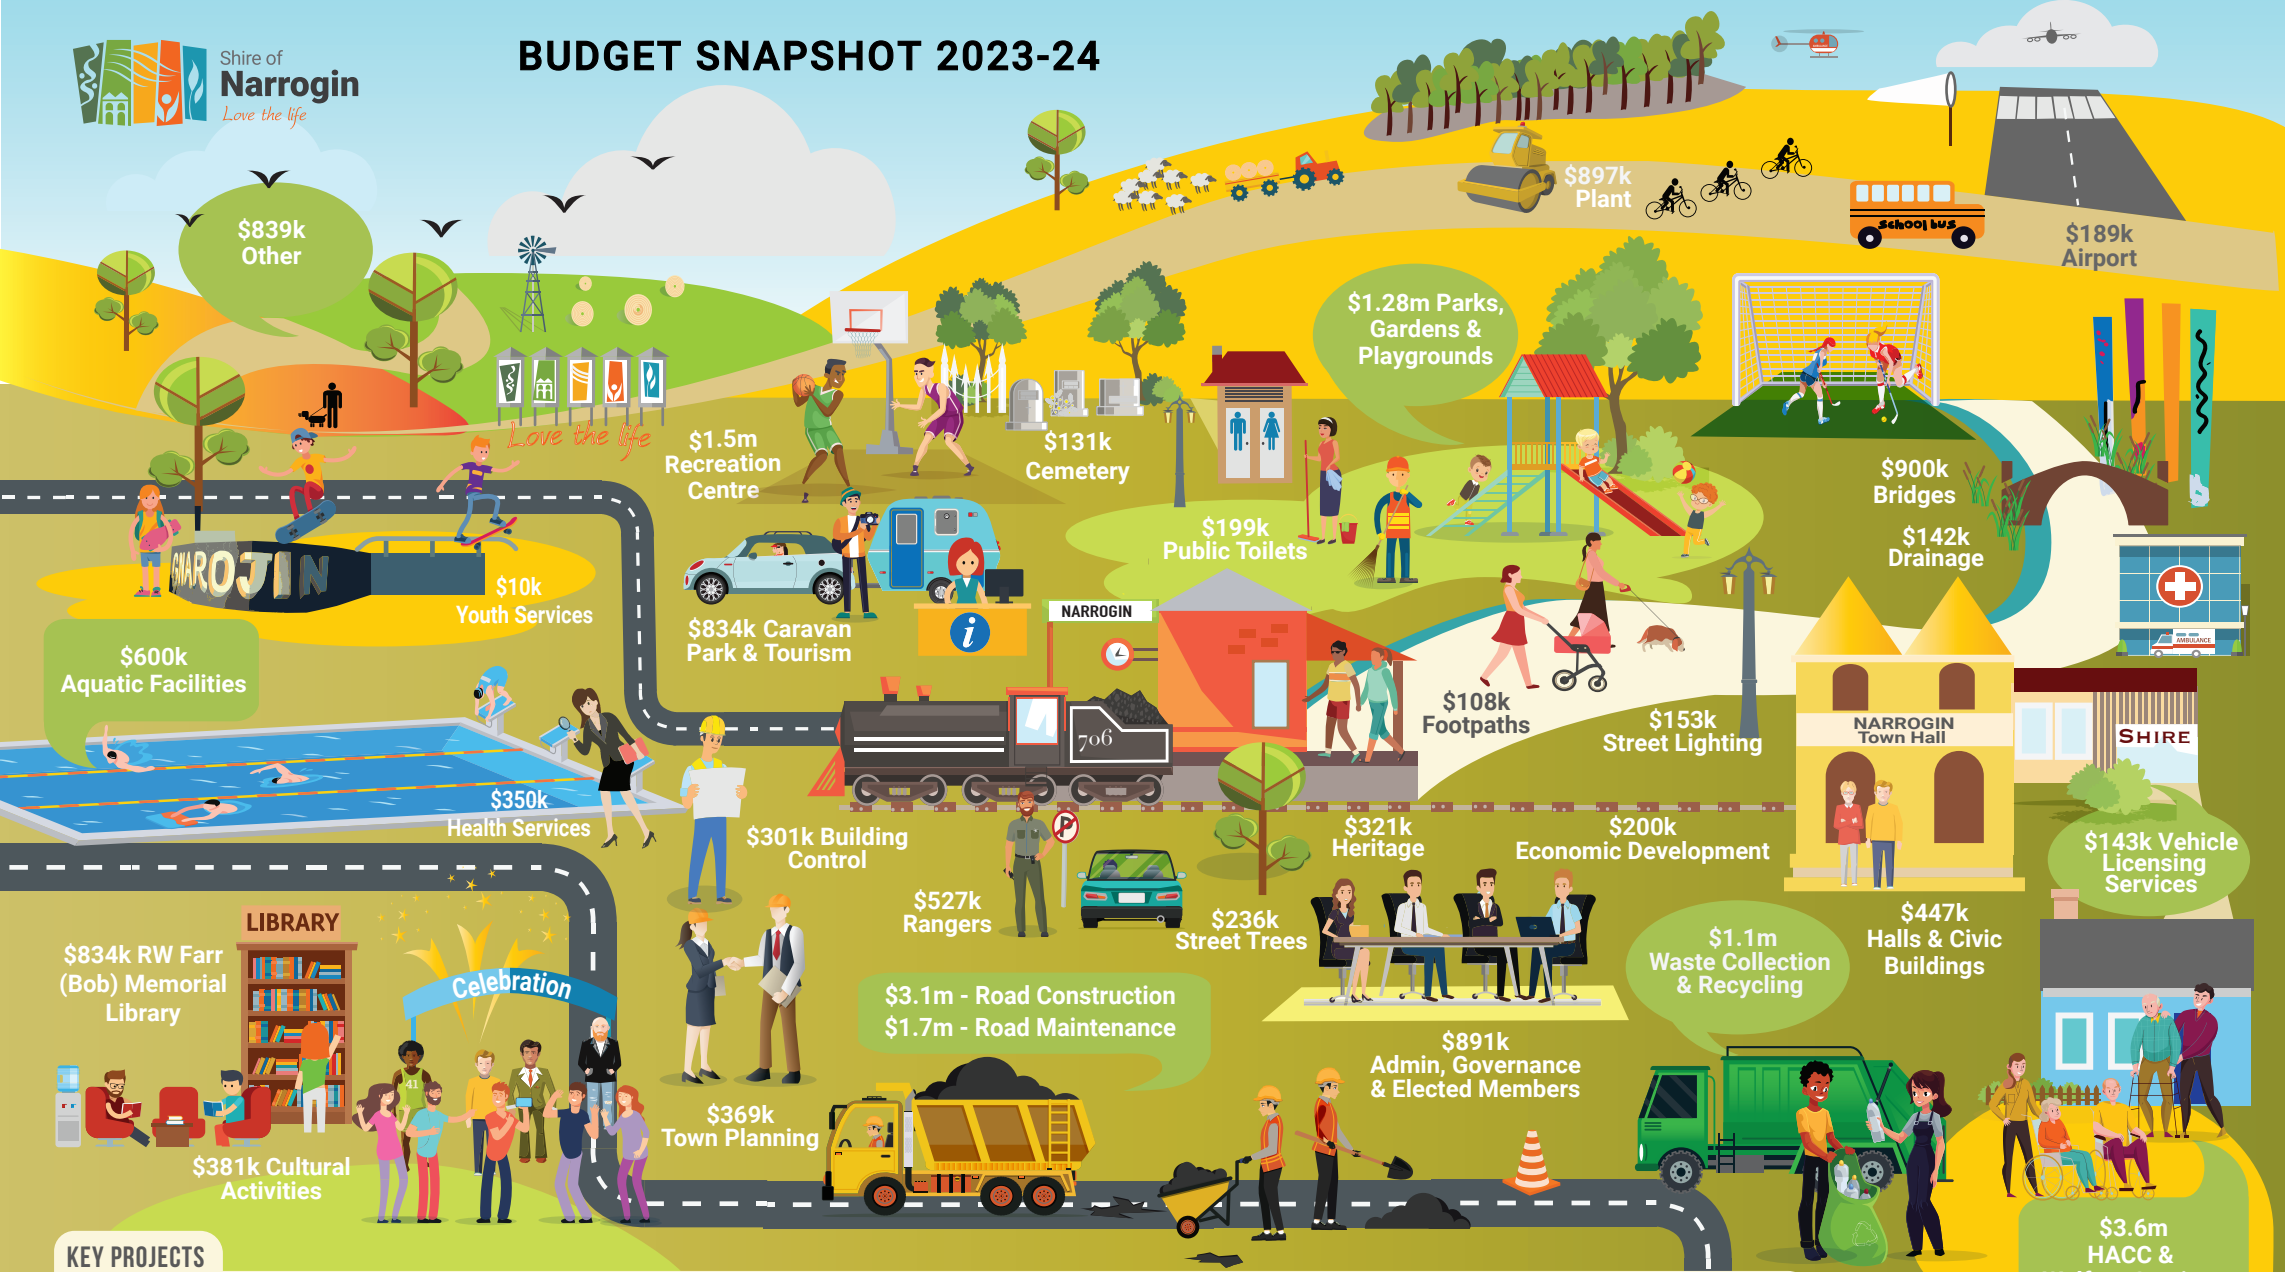 Shire of
Narrogin
Love the life
BUDGET SNAPSHOT 2023-24
$839k
Other
$897k
Plant
school bus
$189k
Airport
$1.28m Parks,
Gardens &
Playgrounds
Love the life
$1.5m
Recreation
Centre
$131k
Cemetery
$900k
Bridges
$142k
Drainage
$199k
Public Toilets
GNAROJIN
$10k
Youth Services
$834k Caravan
Park & Tourism
i
NARROGIN
AMBULANCE
$600k
Aquatic Facilities
$108k
Footpaths
$153k
Street Lighting
NARROGIN
Town Hall
SHIRE
706
$350k
Health Services
$301k Building
Control
P
$321k
Heritage
$200k
Economic Development
$143k Vehicle
Licensing
Services
$527k
Rangers
$236k
Street Trees
$447k
Halls & Civic
Buildings
LIBRARY
$834k RW Farr
(Bob) Memorial
Library
Celebration
$3.1m - Road Construction
$1.7m - Road Maintenance
$1.1m
Waste Collection
& Recycling
$891k
Admin, Governance
& Elected Members
41
$369k
Town Planning
$381k Cultural
Activities
$3.6m
HACC &
KEY PROJECTS